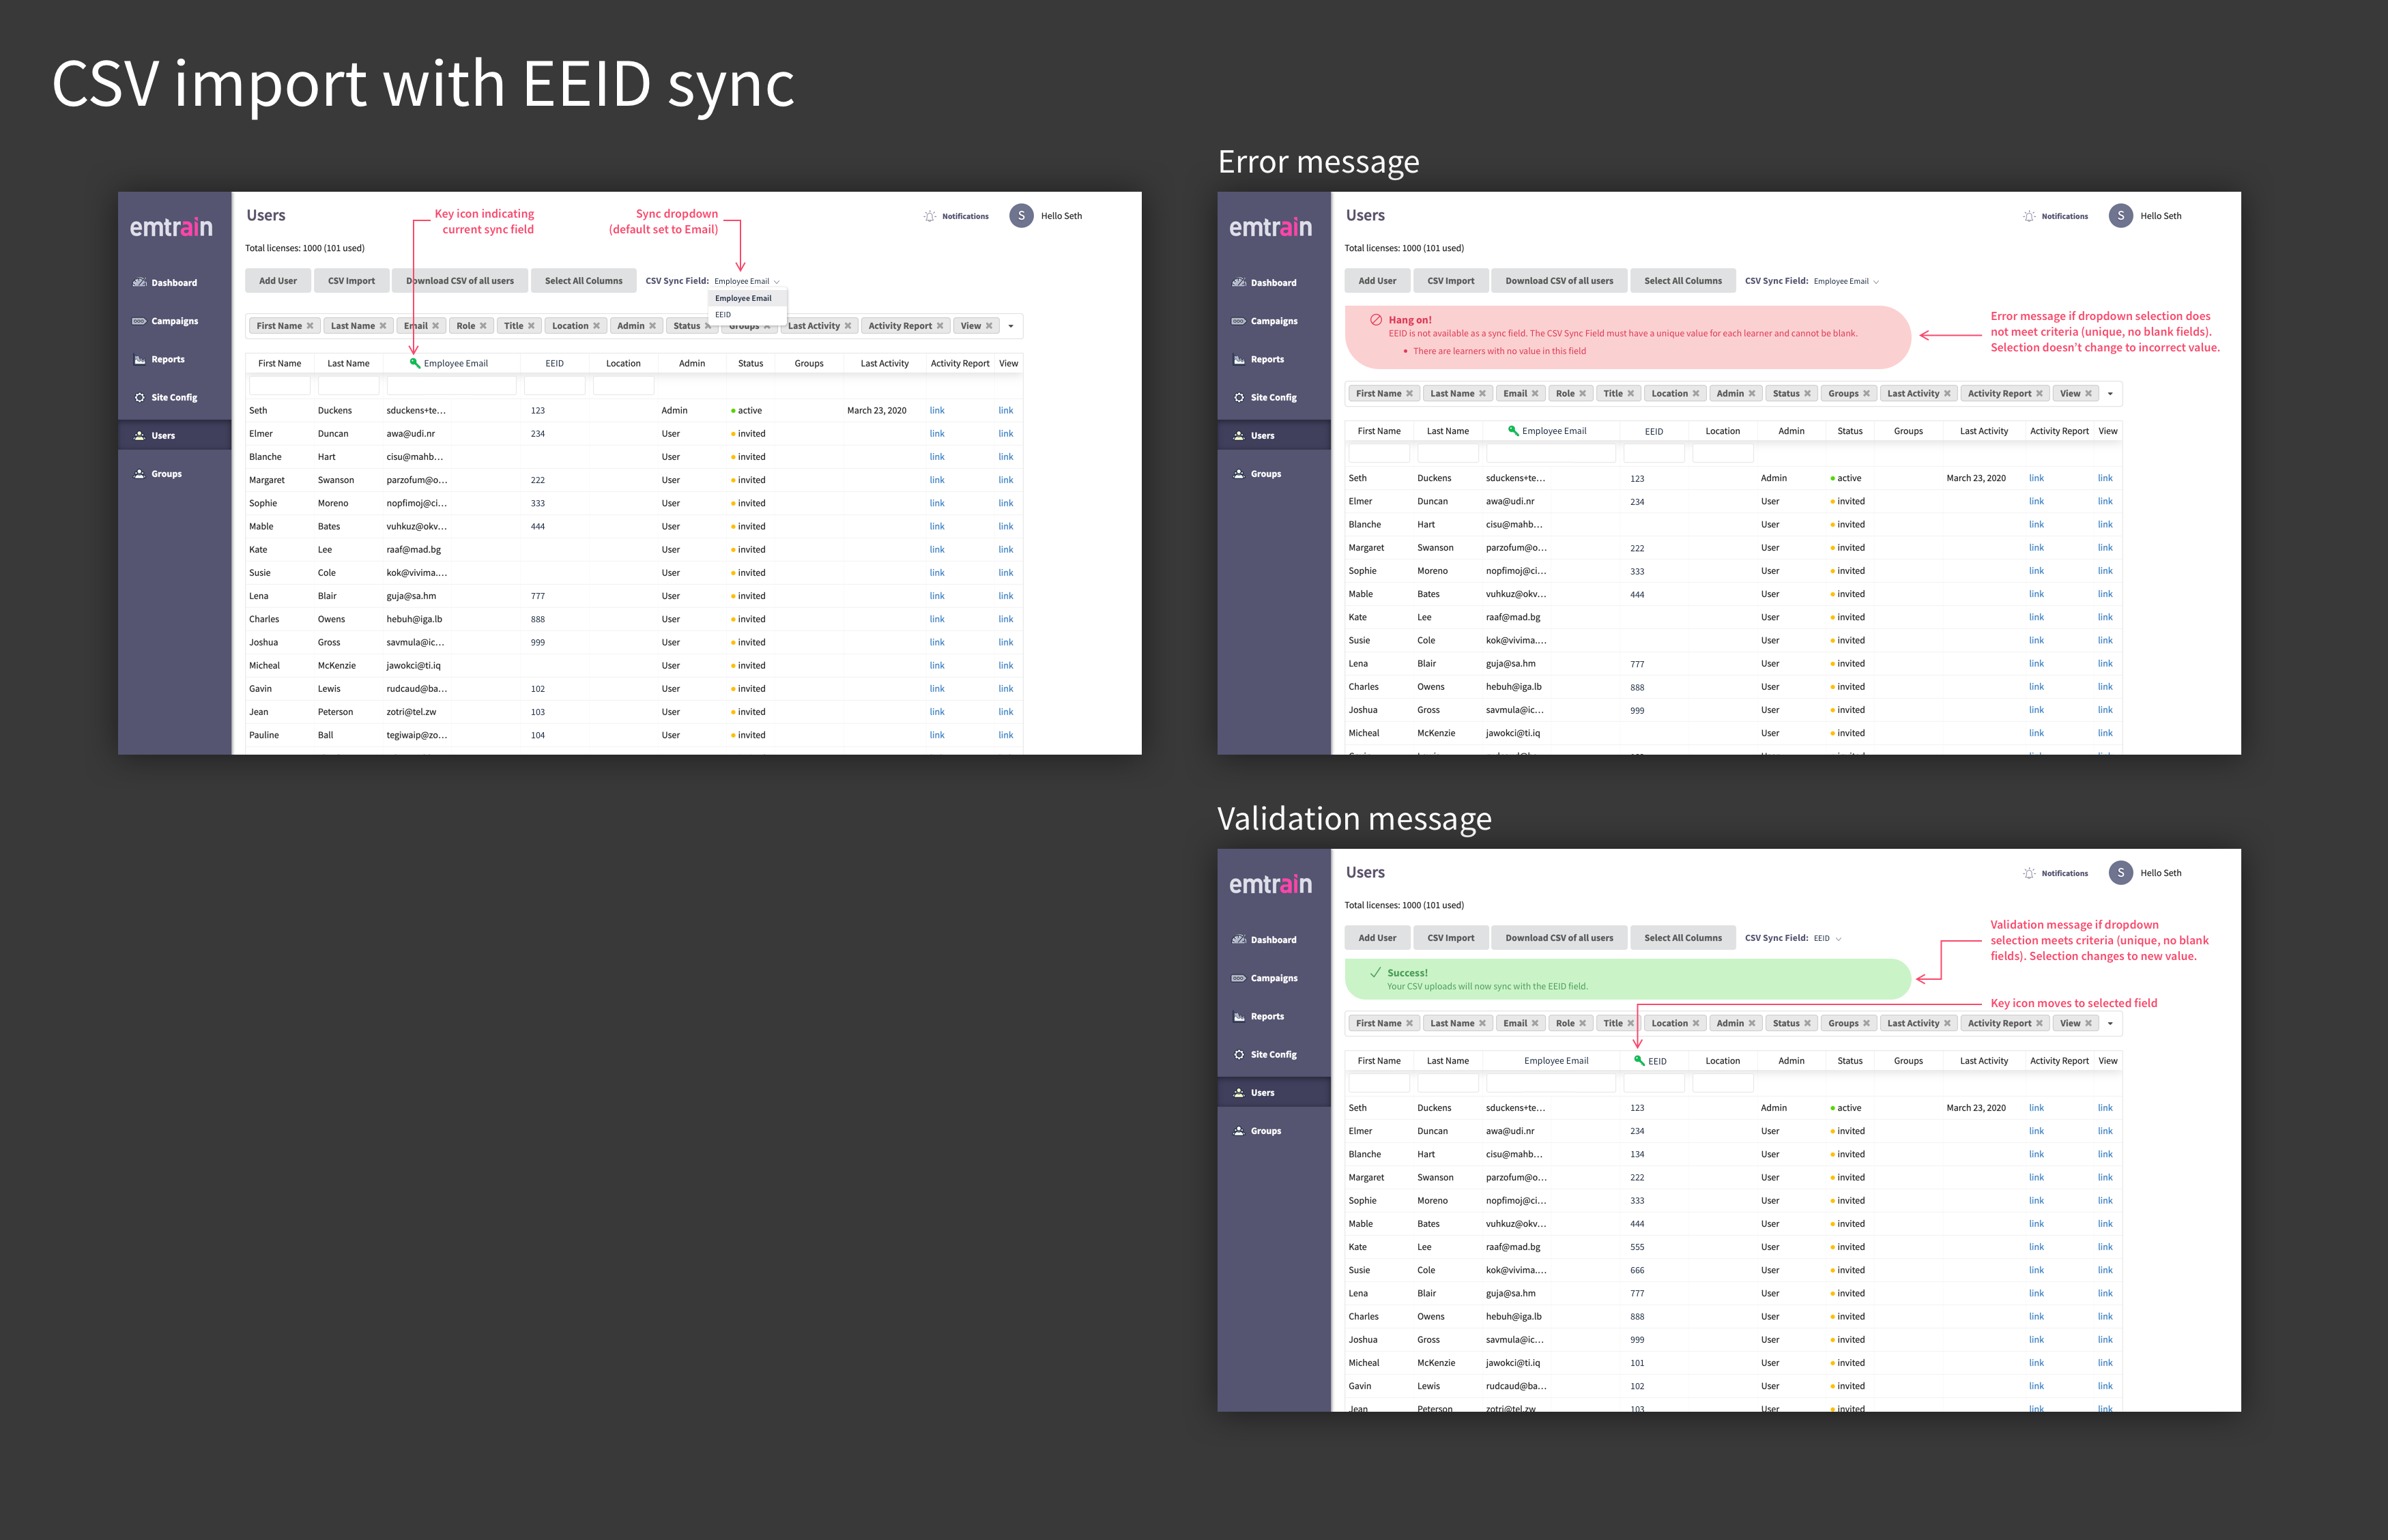 CSV import with EEID sync
emtrain
Dashboard
Campaigns
Reports
Site Config
Users
Groups
Users
Key icon indicating
current sync field
Sync dropdown
(default set to Email)
Notifications
S
Hello Seth
Total licenses: 1000 (101 used)
Add User CSV Import Download CSV of all users Select All Columns CSV Sync Field: Employee Email
Employee Email
EEID
First Name Last Name Email Role Title Location Admin Status Groups Last Activity Activity Report View
First Name Last Name Employee Email EEID Location Admin Status Groups Last Activity Activity Report View
Seth Duckens sduckens+te... 123 Admin active March 23, 2020 link link
Elmer Duncan awa@udi.nr 234 User invited link link
Blanche Hart cisu@mahb... User invited link link
Margaret Swanson parzofum@o... 222 User invited link link
Sophie Moreno nopfimoj@ci... 333 User invited link link
Mable Bates vuhkuz@okv... 444 User invited link link
Kate Lee raaf@mad.bg User invited link link
Susie Cole kok@vivima.... User invited link link
Lena Blair guja@sa.hm 777 User invited link link
Charles Owens hebuh@iga.lb 888 User invited link link
Joshua Gross savmula@ic... 999 User invited link link
Micheal McKenzie jawokci@ti.iq User invited link link
Gavin Lewis rudcaud@ba... 102 User invited link link
Jean Peterson zotri@tel.zw 103 User invited link link
Pauline Ball tegiwaip@zo... 104 User invited link link
Error message
emtrain
Dashboard
Campaigns
Reports
Site Config
Users
Groups
Users
Notifications
S
Hello Seth
Total licenses: 1000 (101 used)
Add User CSV Import Download CSV of all users Select All Columns CSV Sync Field: Employee Email
Hang on!
EEID is not available as a sync field. The CSV Sync Field must have a unique value for each learner and cannot be blank.
• There are learners with no value in this field
Error message if dropdown selection does
not meet criteria (unique, no blank fields).
Selection doesn't change to incorrect value.
First Name Last Name Email Role Title Location Admin Status Groups Last Activity Activity Report View
First Name Last Name Employee Email EEID Location Admin Status Groups Last Activity Activity Report View
Seth Duckens sduckens+te... 123 Admin active March 23, 2020 link link
Elmer Duncan awa@udi.nr 234 User invited link link
Blanche Hart cisu@mahb... User invited link link
Margaret Swanson parzofum@o... 222 User invited link link
Sophie Moreno nopfimoj@ci... 333 User invited link link
Mable Bates vuhkuz@okv... 444 User invited link link
Kate Lee raaf@mad.bg User invited link link
Susie Cole kok@vivima.... User invited link link
Lena Blair guja@sa.hm 777 User invited link link
Charles Owens hebuh@iga.lb 888 User invited link link
Joshua Gross savmula@ic... 999 User invited link link
Micheal McKenzie jawokci@ti.iq User invited link link
Validation message
emtrain
Dashboard
Campaigns
Reports
Site Config
Users
Groups
Users
Notifications
S
Hello Seth
Total licenses: 1000 (101 used)
Add User CSV Import Download CSV of all users Select All Columns CSV Sync Field: EEID
Success!
Your CSV uploads will now sync with the EEID field.
Validation message if dropdown
selection meets criteria (unique, no blank
fields). Selection changes to new value.
Key icon moves to selected field
First Name Last Name Email Role Title Location Admin Status Groups Last Activity Activity Report View
First Name Last Name Employee Email EEID Location Admin Status Groups Last Activity Activity Report View
Seth Duckens sduckens+te... 123 Admin active March 23, 2020 link link
Elmer Duncan awa@udi.nr 234 User invited link link
Blanche Hart cisu@mahb... 134 User invited link link
Margaret Swanson parzofum@o... 222 User invited link link
Sophie Moreno nopfimoj@ci... 333 User invited link link
Mable Bates vuhkuz@okv... 444 User invited link link
Kate Lee raaf@mad.bg 555 User invited link link
Susie Cole kok@vivima.... 666 User invited link link
Lena Blair guja@sa.hm 777 User invited link link
Charles Owens hebuh@iga.lb 888 User invited link link
Joshua Gross savmula@ic... 999 User invited link link
Micheal McKenzie jawokci@ti.iq 101 User invited link link
Gavin Lewis rudcaud@ba... 102 User invited link link
Jean Peterson zotri@tel.zw 103 User invited link link